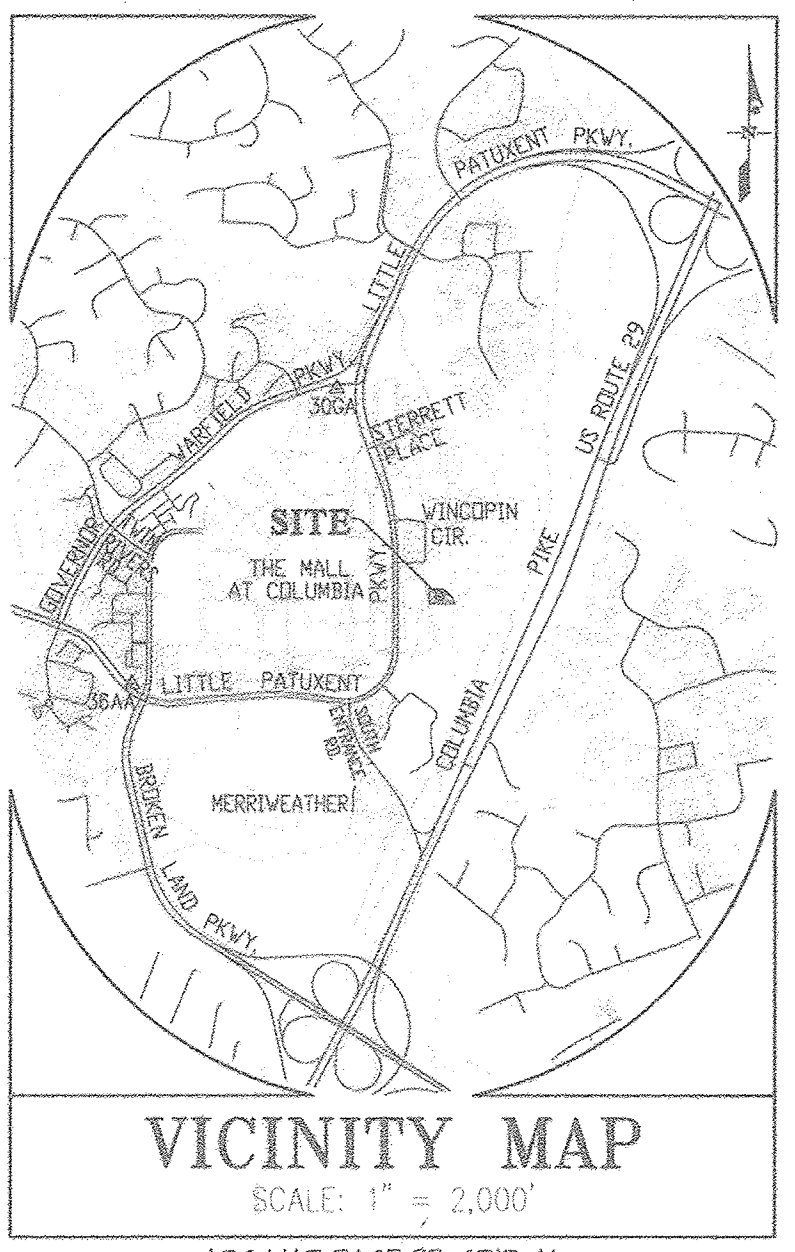 PATUXENT PKWY.
LITTLE
US ROUTE 29
PKWY.
WARFIELD
30GA
STERRETT
PLACE
SITE
WINCOPIN
CIR.
GOVERNOR
TWIN
RIVERS
RD
THE MALL
AT COLUMBIA
PKWY
PIKE
COLUMBIA
36AA
LITTLE PATUXENT
SOUTH
ENTRANCE
RD
BROKEN
LAND PKWY.
MERRIWEATHER
VICINITY MAP
SCALE: 1" = 2,000'